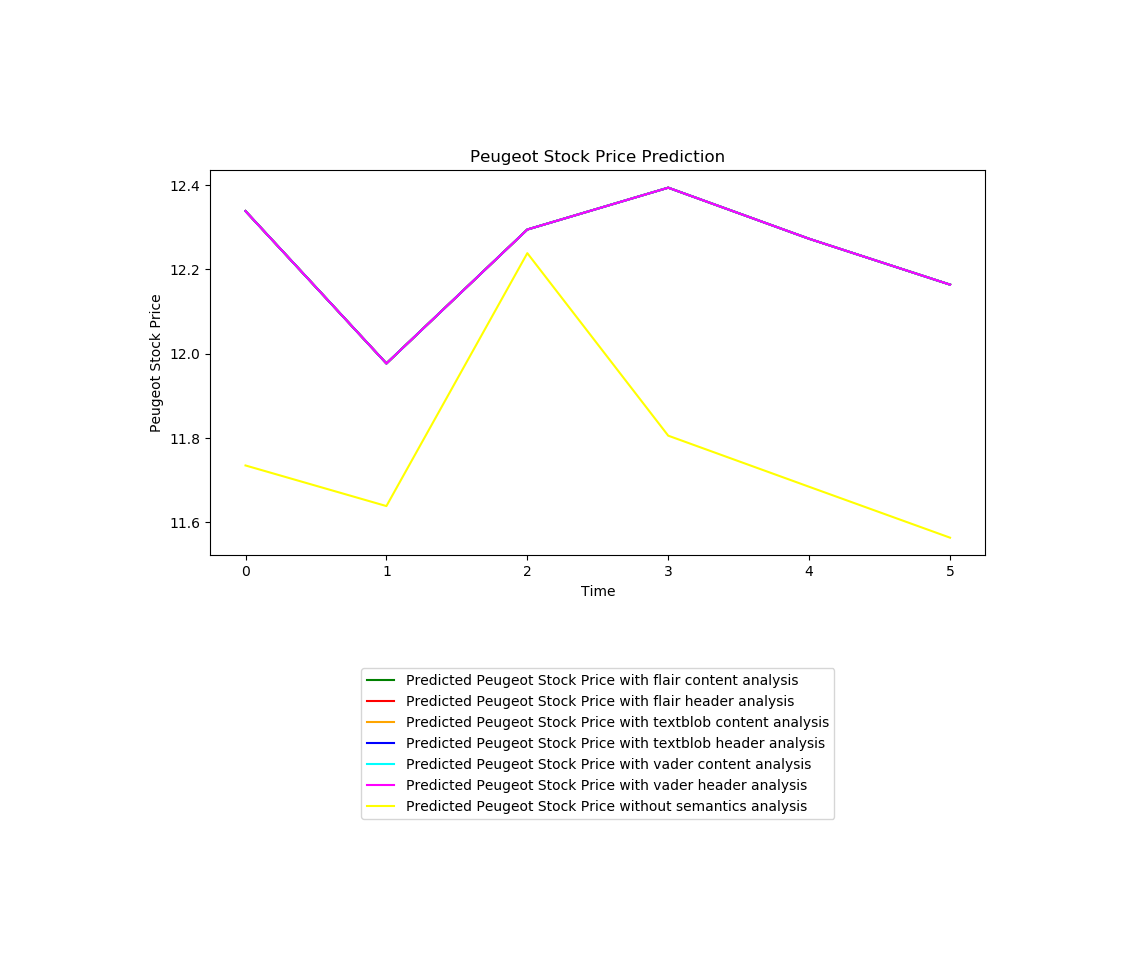 Peugeot Stock Price Prediction
12.4
12.2
12.0
11.8
11.6
Peugeot Stock Price
0 1 2 3 4 5
Time
Predicted Peugeot Stock Price with flair content analysis
Predicted Peugeot Stock Price with flair header analysis
Predicted Peugeot Stock Price with textblob content analysis
Predicted Peugeot Stock Price with textblob header analysis
Predicted Peugeot Stock Price with vader content analysis
Predicted Peugeot Stock Price with vader header analysis
Predicted Peugeot Stock Price without semantics analysis